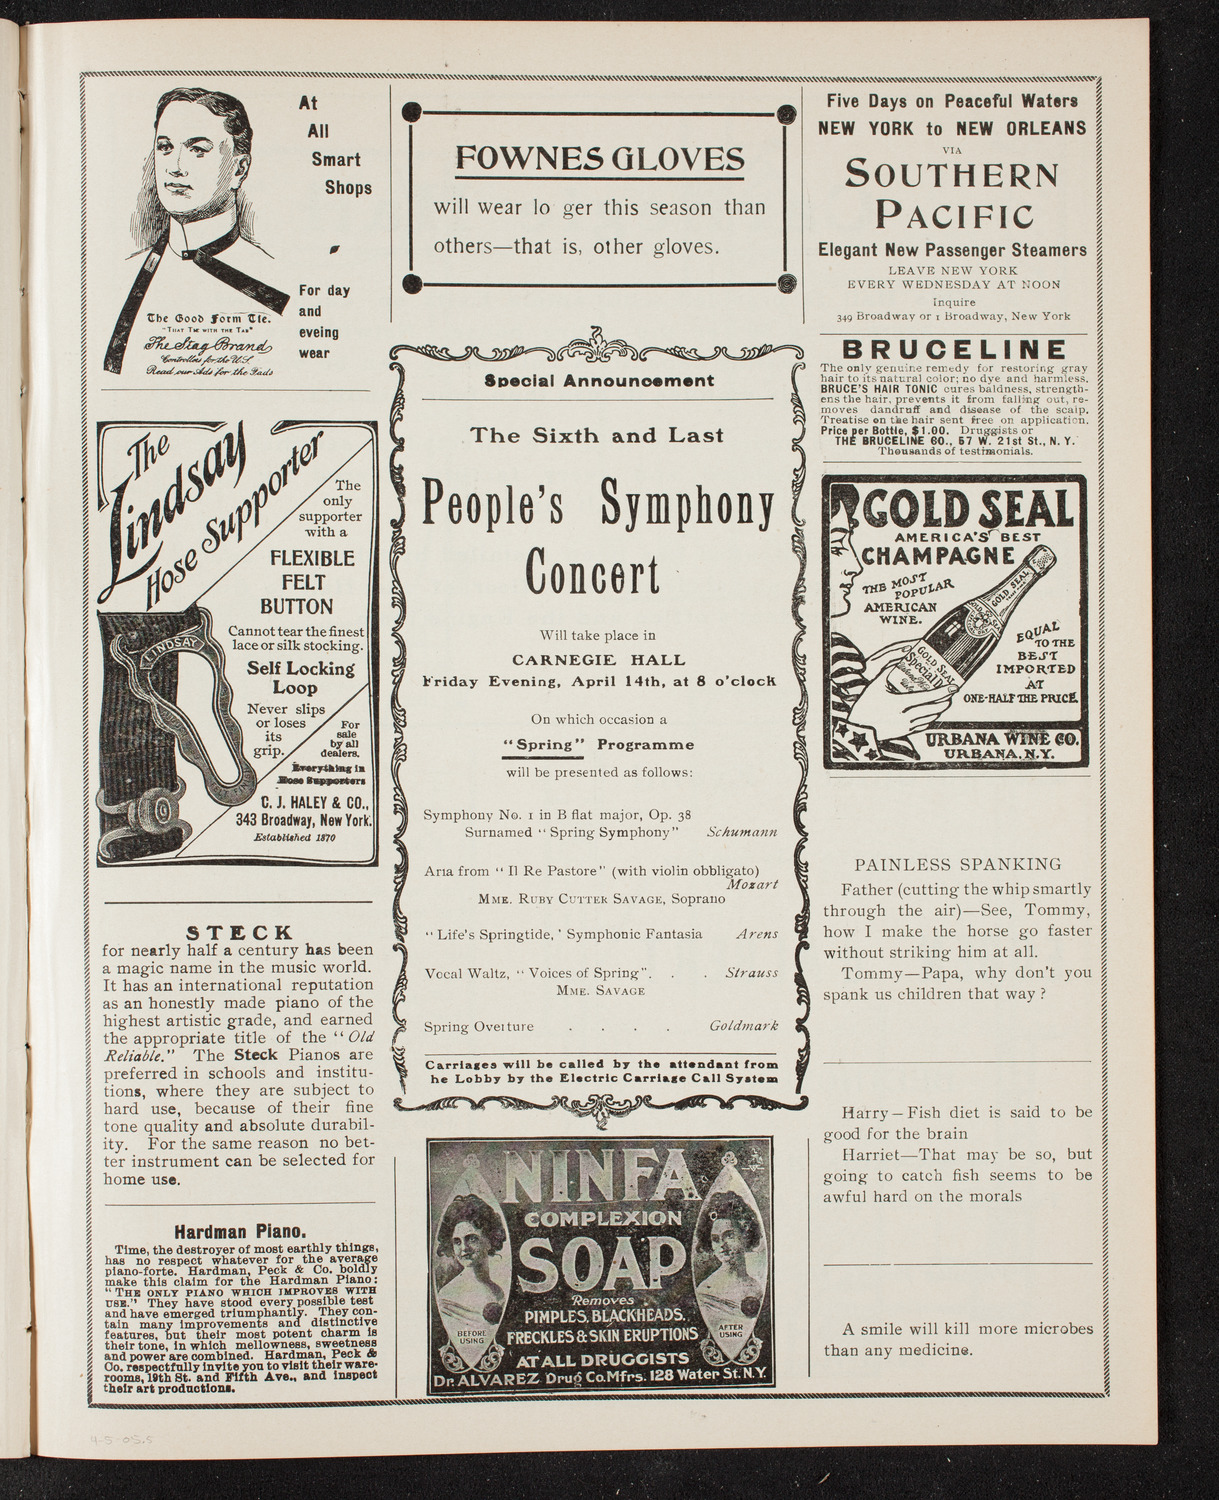 At
All
Smart
Shops
For day
and
eveing
wear
The Good Form Tie.
"THAT TIE WITH THE TAB"
The Stag Brand
Controllers for the U.S.
Read our Ads for the Fads
The
Lindsay
Hose Supporter
The
only
supporter
with a
FLEXIBLE
FELT
BUTTON
Cannot tear the finest
lace or silk stocking.
Self Locking
Loop
Never slips
or loses
its
grip.
For
sale
by all
dealers.
Everything in
Hose Supporters
C. J. HALEY & CO.,
343 Broadway, New York.
Established 1870
LINDSAY
STECK
for nearly half a century has been
a magic name in the music world.
It has an international reputation
as an honestly made piano of the
highest artistic grade, and earned
the appropriate title of the "Old
Reliable." The Steck Pianos are
preferred in schools and institu-
tions, where they are subject to
hard use, because of their fine
tone quality and absolute durabil-
ity. For the same reason no bet-
ter instrument can be selected for
home use.
Hardman Piano.
Time, the destroyer of most earthly things,
has no respect whatever for the average
piano-forte. Hardman, Peck & Co. boldly
make this claim for the Hardman Piano:
"THE ONLY PIANO WHICH IMPROVES WITH
USE." They have stood every possible test
and have emerged triumphantly. They con-
tain many improvements and distinctive
features, but their most potent charm is
their tone, in which mellowness, sweetness
and power are combined. Hardman, Peck &
Co. respectfully invite you to visit their ware-
rooms, 19th St. and Fifth Ave., and inspect
their art productions.
FOWNES GLOVES
will wear lo ger this season than
others—that is, other gloves.
Special Announcement
The Sixth and Last
People's Symphony
Concert
Will take place in
CARNEGIE HALL
Friday Evening, April 14th, at 8 o'clock
On which occasion a
"Spring" Programme
will be presented as follows:
Symphony No. 1 in B flat major, Op. 38
Surnamed "Spring Symphony" Schumann
Aria from "Il Re Pastore" (with violin obbligato)
Mozart
MME. RUBY CUTTER SAVAGE, Soprano
"Life's Springtide,' Symphonic Fantasia Arens
Vocal Waltz, "Voices of Spring". . . Strauss
MME. SAVAGE
Spring Overture . . . . Goldmark
Carriages will be called by the attendant from
he Lobby by the Electric Carriage Call System
NINFA
COMPLEXION
SOAP
Removes
PIMPLES, BLACKHEADS,
FRECKLES & SKIN ERUPTIONS
BEFORE
USING
AFTER
USING
AT ALL DRUGGISTS
Dr. ALVAREZ Drug Co. Mfrs. 128 Water St. N.Y.
Five Days on Peaceful Waters
NEW YORK to NEW ORLEANS
VIA
SOUTHERN
PACIFIC
Elegant New Passenger Steamers
LEAVE NEW YORK
EVERY WEDNESDAY AT NOON
Inquire
349 Broadway or 1 Broadway, New York
BRUCELINE
The only genuine remedy for restoring gray
hair to its natural color; no dye and harmless.
BRUCE'S HAIR TONIC cures baldness, strength-
ens the hair, prevents it from falling out, re-
moves dandruff and disease of the scalp.
Treatise on the hair sent free on application.
Price per Bottle, $1.00. Druggists or
THE BRUCELINE CO., 57 W. 21st St., N. Y.
Thousands of testimonials.
GOLD SEAL
AMERICA'S BEST
CHAMPAGNE
THE MOST
POPULAR
AMERICAN
WINE.
GOLD SEAL
GOLD SEAL
Special
EQUAL
TO THE
BEST
IMPORTED
AT
ONE-HALF THE PRICE
URBANA WINE CO.
URBANA, N.Y.
PAINLESS SPANKING
Father (cutting the whip smartly
through the air)—See, Tommy,
how I make the horse go faster
without striking him at all.
Tommy—Papa, why don't you
spank us children that way?
Harry—Fish diet is said to be
good for the brain
Harriet—That may be so, but
going to catch fish seems to be
awful hard on the morals
A smile will kill more microbes
than any medicine.
4-5-05.5